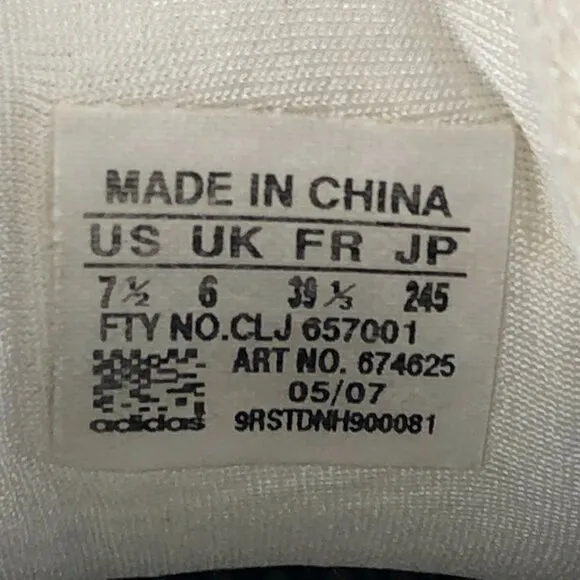 MADE IN CHINA
US UK FR JP
7½ 6 39⅓ 245
FTY NO.CLJ 657001
ART NO. 674625
05/07
adidas 9RSTDNH900081